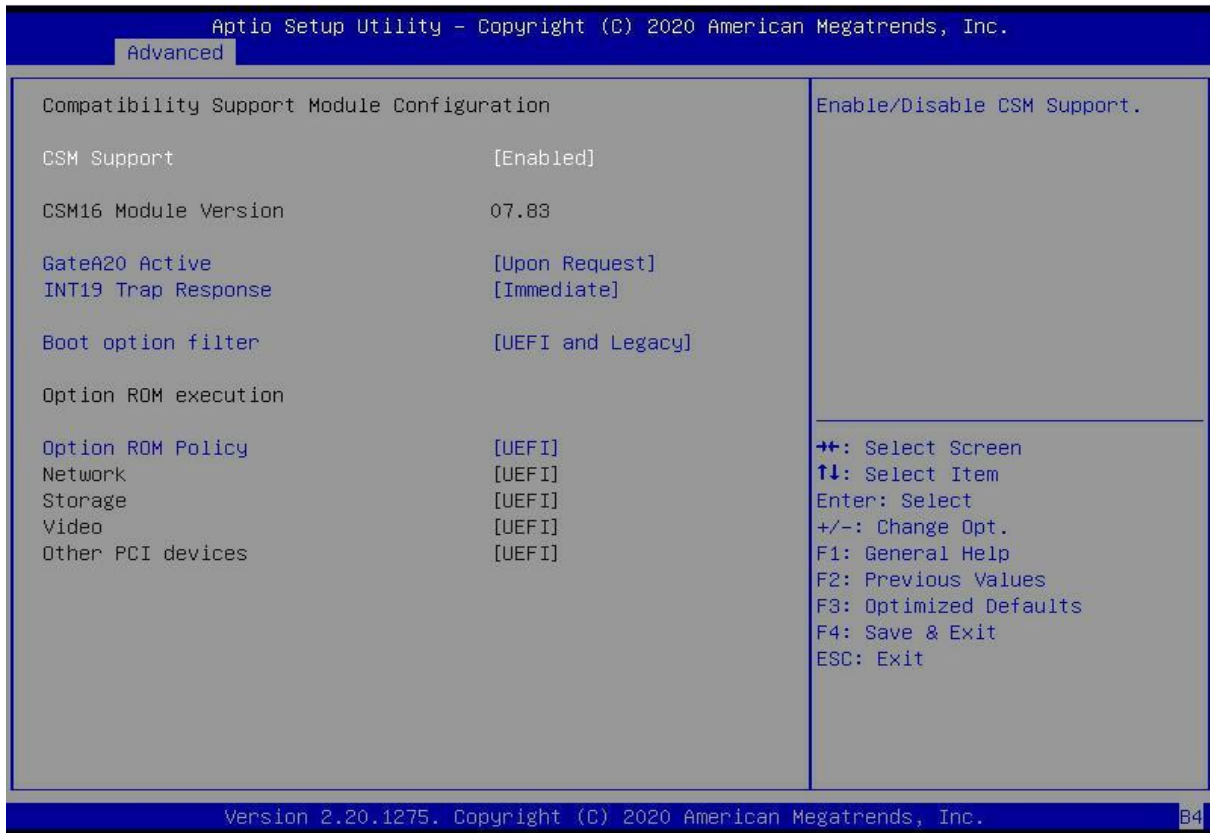 Aptio Setup Utility – Copyright (C) 2020 American Megatrends, Inc.
Advanced
Compatibility Support Module Configuration
CSM Support [Enabled]
CSM16 Module Version 07.83
GateA20 Active [Upon Request]
INT19 Trap Response [Immediate]
Boot option filter [UEFI and Legacy]
Option ROM execution
Option ROM Policy [UEFI]
Network [UEFI]
Storage [UEFI]
Video [UEFI]
Other PCI devices [UEFI]
Enable/Disable CSM Support.
→←: Select Screen
↑↓: Select Item
Enter: Select
+/-: Change Opt.
F1: General Help
F2: Previous Values
F3: Optimized Defaults
F4: Save & Exit
ESC: Exit
Version 2.20.1275. Copyright (C) 2020 American Megatrends, Inc.
B4